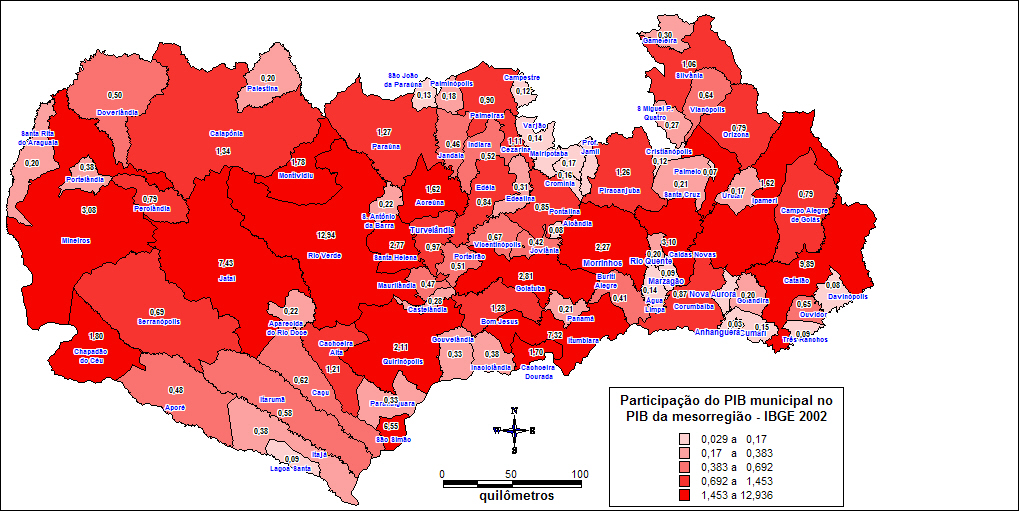 0,30
Gameleira
1,06
Silvânia
0,64
Vianópolis
S Miguel P.
Quatro
0,27
0,79
Orizona
Cristianópolis
0,12
Palmelo 0,07
0,21
Santa Cruz
0,17
Urutaí
1,62
Ipameri
0,79
Campo Alegre
de Goiás
0,20
Palestina
0,50
Doverlândia
São João
da Paraúna
0,13
Palminópolis
0,18
0,90
Palmeiras
Campestre
0,12
Varjão
0,14
Mairipotaba
Prof.
Jamil
0,17
0,16
Cromínia
1,26
Piracanjuba
Santa Rita
do Araguaia
0,20
0,38
Portelândia
0,79
Perolândia
Caiapônia
1,34
1,27
Paraúna
0,46
Jandaia
Indiara
0,52
1,11
Cezarina
1,78
Montividiu
1,62
Acreúna
Edéia
0,84
0,31
Edealina
0,85
Pontalina
Aloândia
0,08
3,08
Mineiros
0,22
S. Antônio
da Barra
Turvelândia
0,97
0,67
Vicentinópolis
0,42
Joviânia
2,27
Morrinhos
12,94
Rio Verde
2,77
Santa Helena
Porteirão
0,51
3,10
0,20
Caldas Novas
Rio Quente
0,09
Marzagão
7,43
Jataí
Maurilândia
0,47
2,81
Goiatuba
Buriti
Alegre
0,41
0,14
Água
Limpa
0,87
Corumbaíba
Nova Aurora
0,20
Goiandira
9,89
Catalão
0,08
Davinópolis
0,65
Ouvidor
0,05
Anhanguera
0,15
Cumari
0,09
Três Ranchos
0,28
Castelândia
0,69
Serranópolis
0,22
Aparecida
do Rio Doce
1,28
Bom Jesus
0,21
Panamá
7,32
Itumbiara
1,80
Chapadão
do Céu
Cachoeira
Alta
1,21
2,11
Quirinópolis
Gouvelândia
0,33
0,38
Inaciolândia
1,70
Cachoeira
Dourada
0,48
Aporé
0,62
Caçu
Itarumã
0,58
0,33
Paranaiguara
6,55
São Simão
0,38
Itajá
0,09
Lagoa Santa
N
W E
S
0 50 100
quilômetros
Participação do PIB municipal no
PIB da mesorregião - IBGE 2002
0,029 a 0,17
0,17 a 0,383
0,383 a 0,692
0,692 a 1,453
1,453 a 12,936